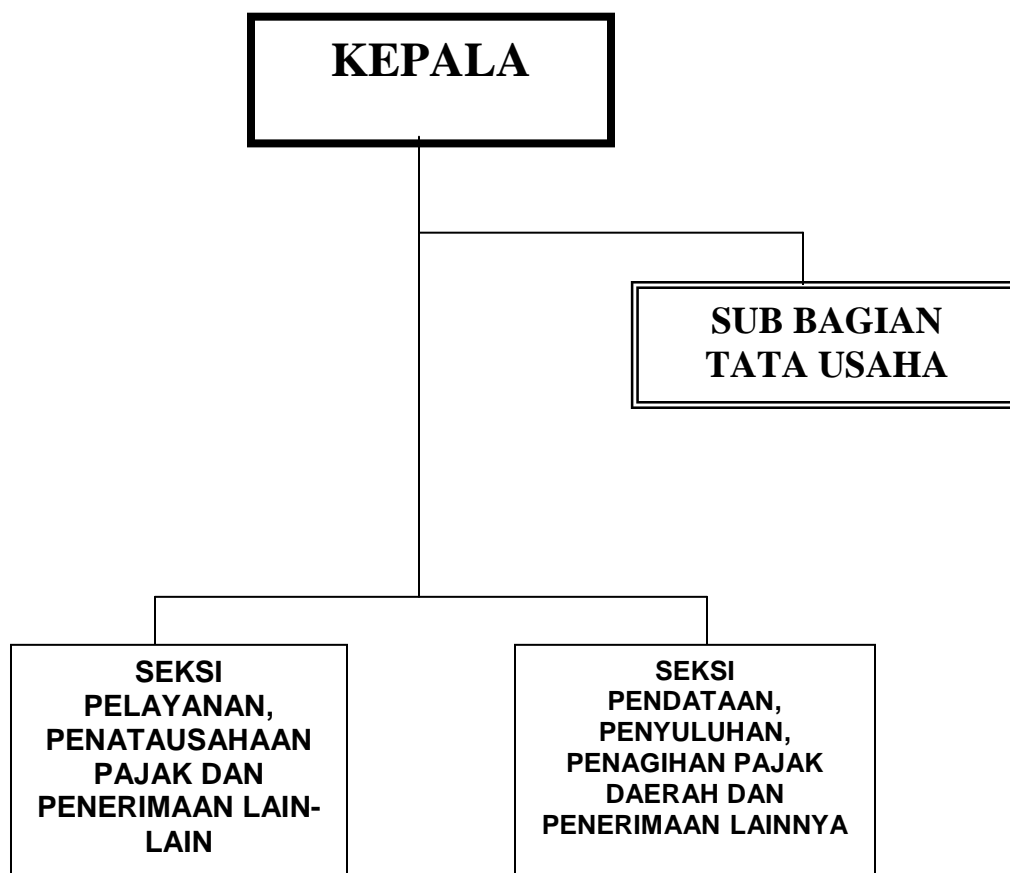 KEPALA
SUB BAGIAN
TATA USAHA
SEKSI
PELAYANAN,
PENATAUSAHAAN
PAJAK DAN
PENERIMAAN LAIN-
LAIN
SEKSI
PENDATAAN,
PENYULUHAN,
PENAGIHAN PAJAK
DAERAH DAN
PENERIMAAN LAINNYA